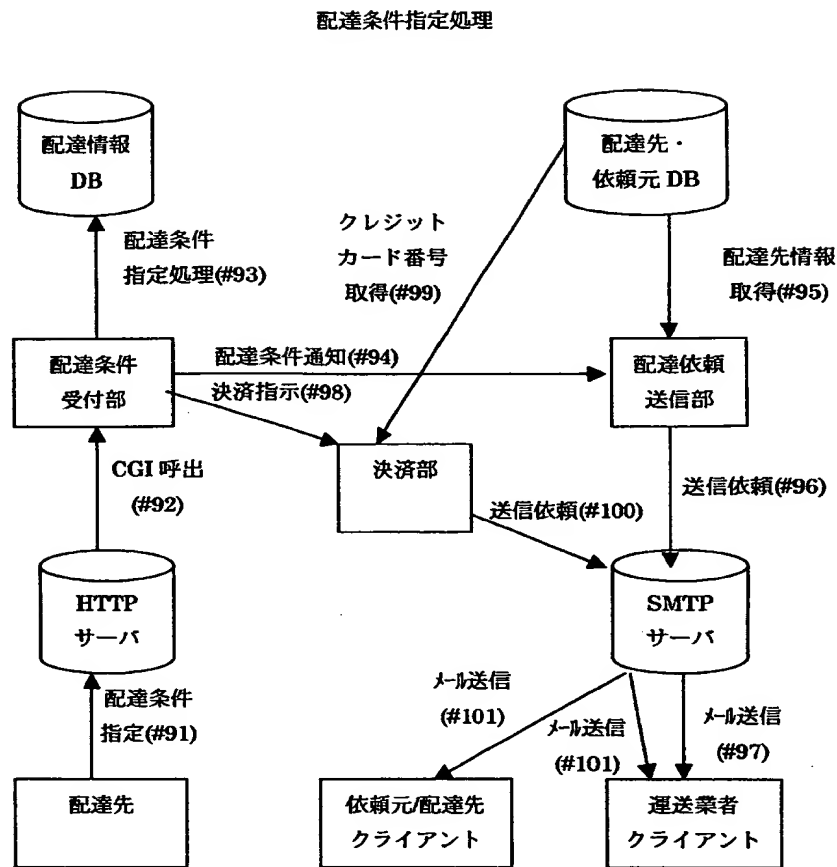 配達条件指定処理
配達情報
DB
配達先・
依頼元 DB
配達条件
指定処理(#93)
クレジット
カード番号
取得(#99)
配達先情報
取得(#95)
配達条件
受付部
配達条件通知(#94)
決済指示(#98)
配達依頼
送信部
CGI 呼出
(#92)
決済部
送信依頼(#96)
送信依頼(#100)
HTTP
サーバ
SMTP
サーバ
配達条件
指定(#91)
メール送信
(#101)
メール送信
(#101)
メール送信
(#97)
配達先
依頼元/配達先
クライアント
運送業者
クライアント